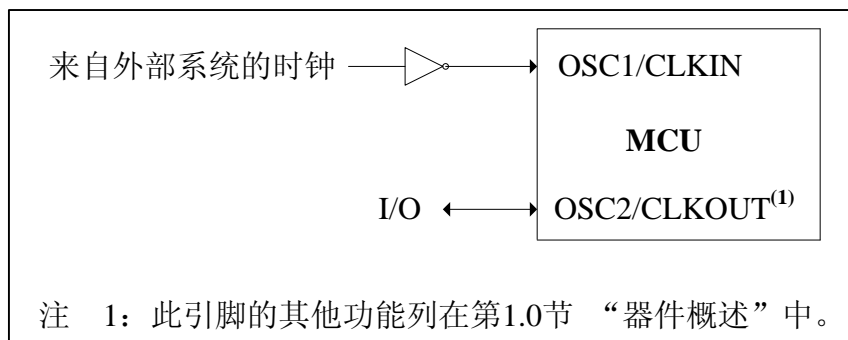 来自外部系统的时钟
OSC1/CLKIN
MCU
I/O
OSC2/CLKOUT(1)
注 1：此引脚的其他功能列在第1.0节 “器件概述”中。